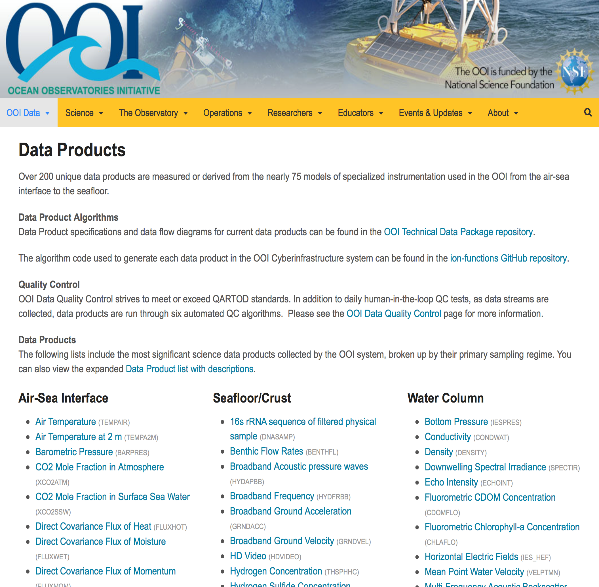 OOI
OCEAN OBSERVATORIES INITIATIVE
The OOI is funded by the
National Science Foundation
NSF
OOI Data Science The Observatory Operations Researchers Educators Events & Updates About
Data Products
Over 200 unique data products are measured or derived from the nearly 75 models of specialized instrumentation used in the OOI from the air-sea
interface to the seafloor.
Data Product Algorithms
Data Product specifications and data flow diagrams for current data products can be found in the OOI Technical Data Package repository.
The algorithm code used to generate each data product in the OOI Cyberinfrastructure system can be found in the ion-functions GitHub repository.
Quality Control
OOI Data Quality Control strives to meet or exceed QARTOD standards. In addition to daily human-in-the-loop QC tests, as data streams are
collected, data products are run through six automated QC algorithms. Please see the OOI Data Quality Control page for more information.
Data Products
The following lists include the most significant science data products collected by the OOI system, broken up by their primary sampling regime. You
can also view the expanded Data Product list with descriptions.
Air-Sea Interface
Air Temperature (TEMPAIR)
Air Temperature at 2 m (TEMPA2M)
Barometric Pressure (BARPRES)
CO2 Mole Fraction in Atmosphere
(XCO2ATM)
CO2 Mole Fraction in Surface Sea Water
(XCO2SSW)
Direct Covariance Flux of Heat (FLUXHOT)
Direct Covariance Flux of Moisture
(FLUXWET)
Direct Covariance Flux of Momentum
(FLUXMOM)
Seafloor/Crust
16s rRNA sequence of filtered physical
sample (DNASAMP)
Benthic Flow Rates (BENTHFL)
Broadband Acoustic pressure waves
(HYDAPBB)
Broadband Frequency (HYDFRBB)
Broadband Ground Acceleration
(GRNDACC)
Broadband Ground Velocity (GRNDVEL)
HD Video (HDVIDEO)
Hydrogen Concentration (THSPHHC)
Hydrogen Sulfide Concentration
Water Column
Bottom Pressure (IESPRES)
Conductivity (CONDWAT)
Density (DENSITY)
Downwelling Spectral Irradiance (SPECTIR)
Echo Intensity (ECHOINT)
Fluorometric CDOM Concentration
(CDOMFLO)
Fluorometric Chlorophyll-a Concentration
(CHLAFLO)
Horizontal Electric Fields (IESHEF)
Mean Point Water Velocity (VELPTMN)
Multi-Frequency Acoustic Backscatter